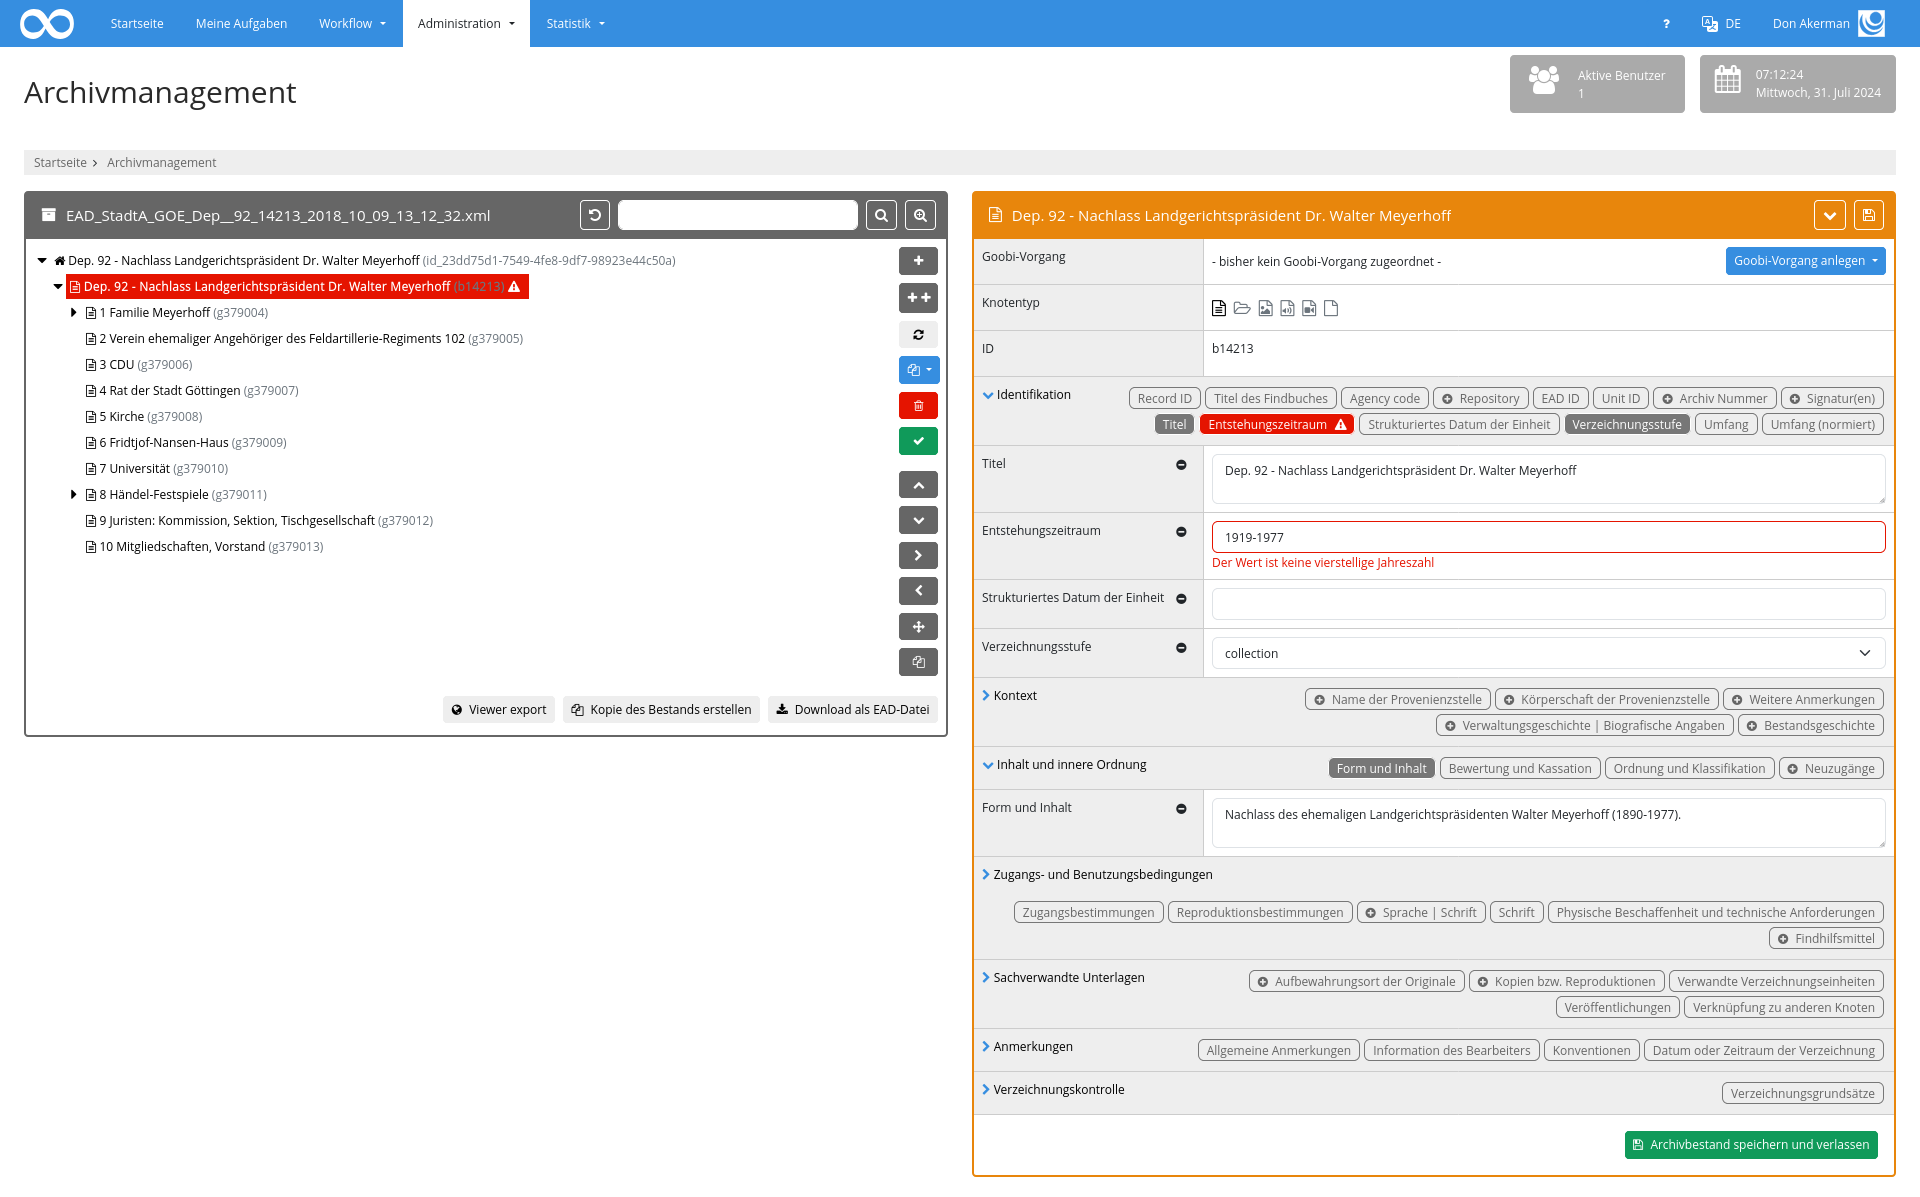 Startseite Meine Aufgaben Workflow Administration Statistik ? DE Don Akerman
Archivmanagement
Aktive Benutzer
1
07:12:24
Mittwoch, 31. Juli 2024
Startseite Archivmanagement
EAD_StadtA_GOE_Dep__92_14213_2018_10_09_13_12_32.xml
Dep. 92 - Nachlass Landgerichtspräsident Dr. Walter Meyerhoff (id_23dd75d1-7549-4fe8-9df7-98923e44c50a)
Dep. 92 - Nachlass Landgerichtspräsident Dr. Walter Meyerhoff (b14213)
1 Familie Meyerhoff (g379004)
2 Verein ehemaliger Angehöriger des Feldartillerie-Regiments 102 (g379005)
3 CDU (g379006)
4 Rat der Stadt Göttingen (g379007)
5 Kirche (g379008)
6 Fridtjof-Nansen-Haus (g379009)
7 Universität (g379010)
8 Händel-Festspiele (g379011)
9 Juristen: Kommission, Sektion, Tischgesellschaft (g379012)
10 Mitgliedschaften, Vorstand (g379013)
Viewer export Kopie des Bestands erstellen Download als EAD-Datei
Dep. 92 - Nachlass Landgerichtspräsident Dr. Walter Meyerhoff
Goobi-Vorgang - bisher kein Goobi-Vorgang zugeordnet - Goobi-Vorgang anlegen
Knotentyp
ID b14213
Identifikation Record ID Titel des Findbuches Agency code Repository EAD ID Unit ID Archiv Nummer Signatur(en)
Titel Entstehungszeitraum Strukturiertes Datum der Einheit Verzeichnungsstufe Umfang Umfang (normiert)
Titel Dep. 92 - Nachlass Landgerichtspräsident Dr. Walter Meyerhoff
Entstehungszeitraum 1919-1977
Der Wert ist keine vierstellige Jahreszahl
Strukturiertes Datum der Einheit
Verzeichnungsstufe collection
Kontext Name der Provenienzstelle Körperschaft der Provenienzstelle Weitere Anmerkungen
Verwaltungsgeschichte | Biografische Angaben Bestandsgeschichte
Inhalt und innere Ordnung Form und Inhalt Bewertung und Kassation Ordnung und Klassifikation Neuzugänge
Form und Inhalt Nachlass des ehemaligen Landgerichtspräsidenten Walter Meyerhoff (1890-1977).
Zugangs- und Benutzungsbedingungen
Zugangsbestimmungen Reproduktionsbestimmungen Sprache | Schrift Schrift Physische Beschaffenheit und technische Anforderungen
Findhilfsmittel
Sachverwandte Unterlagen Aufbewahrungsort der Originale Kopien bzw. Reproduktionen Verwandte Verzeichnungseinheiten
Veröffentlichungen Verknüpfung zu anderen Knoten
Anmerkungen Allgemeine Anmerkungen Information des Bearbeiters Konventionen Datum oder Zeitraum der Verzeichnung
Verzeichnungskontrolle Verzeichnungsgrundsätze
Archivbestand speichern und verlassen